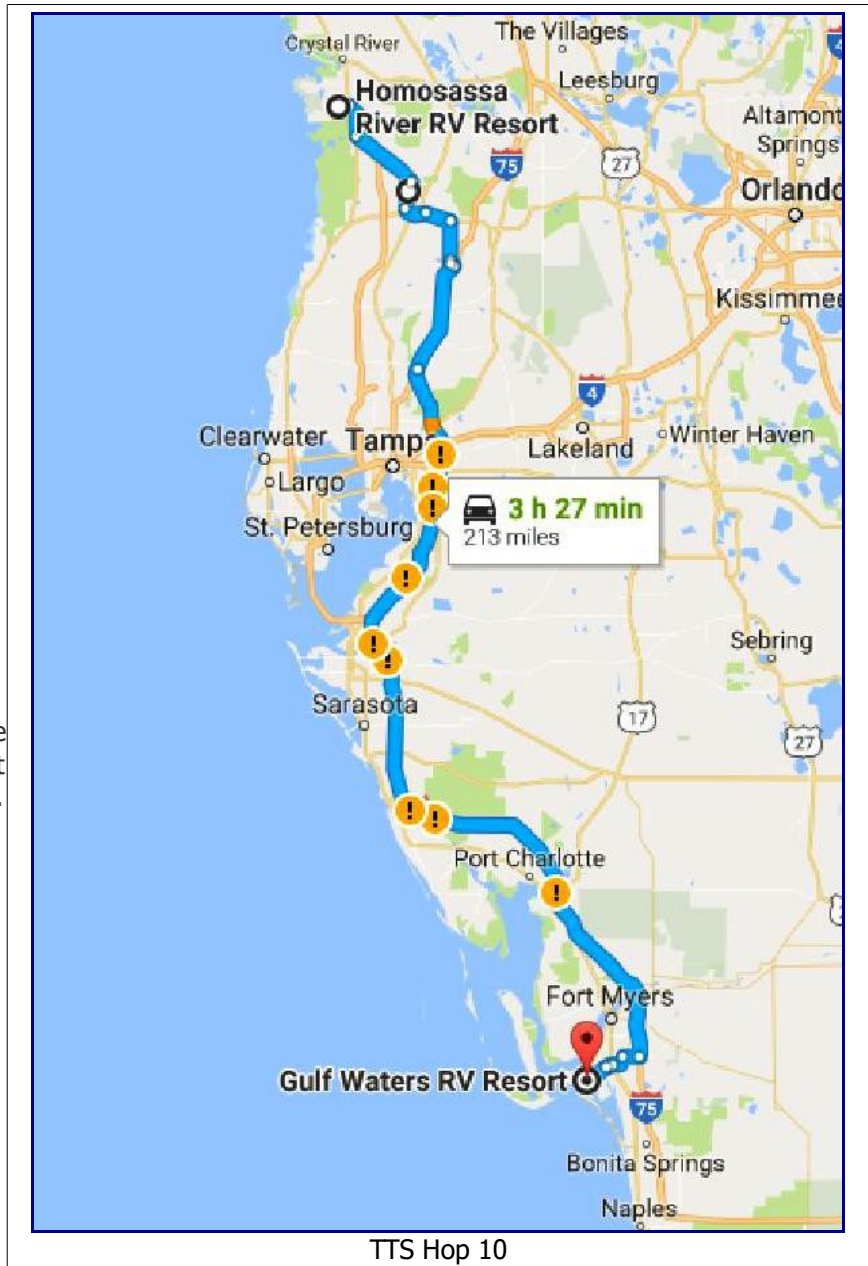 Crystal River
The Villages
4
Leesburg
Homosassa
River RV Resort
Altamont
Springs
75
27
Orlando
Kissimmee
4
Clearwater
Tampa
Lakeland
Winter Haven
Largo
3 h 27 min
213 miles
St. Petersburg
Sebring
Sarasota
17
27
Port Charlotte
Fort Myers
Gulf Waters RV Resort
75
Bonita Springs
Naples
TTS Hop 10